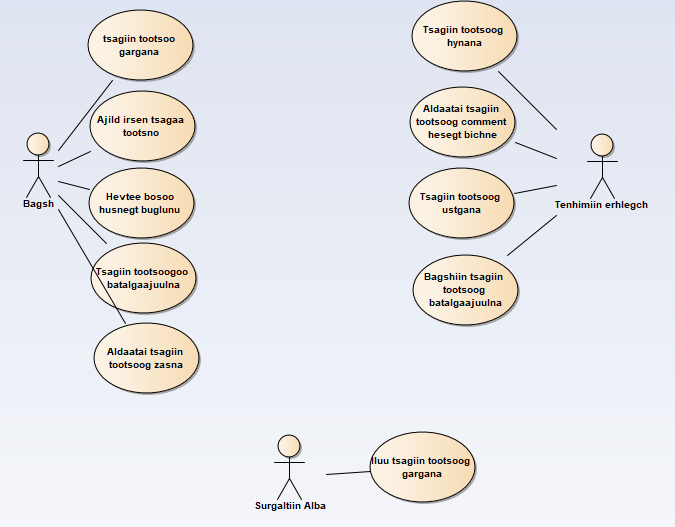 tsagiin tootsoo
gargana
Ajild irsen tsagaa
tootsno
Bagsh
Hevtee bosoo
husnegt buglunu
Tsagiin tootsoogoo
batalgaajuulna
Aldaatai tsagiin
tootsoog zasna
Tsagiin tootsoog
hynana
Aldaatai tsagiin
tootsoog comment
hesegt bichne
Tsagiin tootsoog
ustgana
Tenhimiin erhlegch
Bagshiin tsagiin
tootsoog
batalgaajuulna
Surgaltiin Alba
Iluu tsagiin tootsoog
gargana